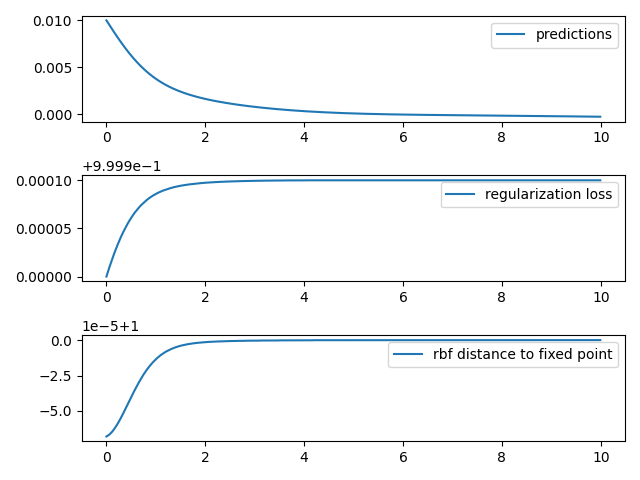 0.010
0.005
0.000
predictions
0 2 4 6 8 10
+9.999e−1
0.00010
0.00005
0.00000
regularization loss
0 2 4 6 8 10
1e−5+1
0.0
−2.5
−5.0
rbf distance to fixed point
0 2 4 6 8 10